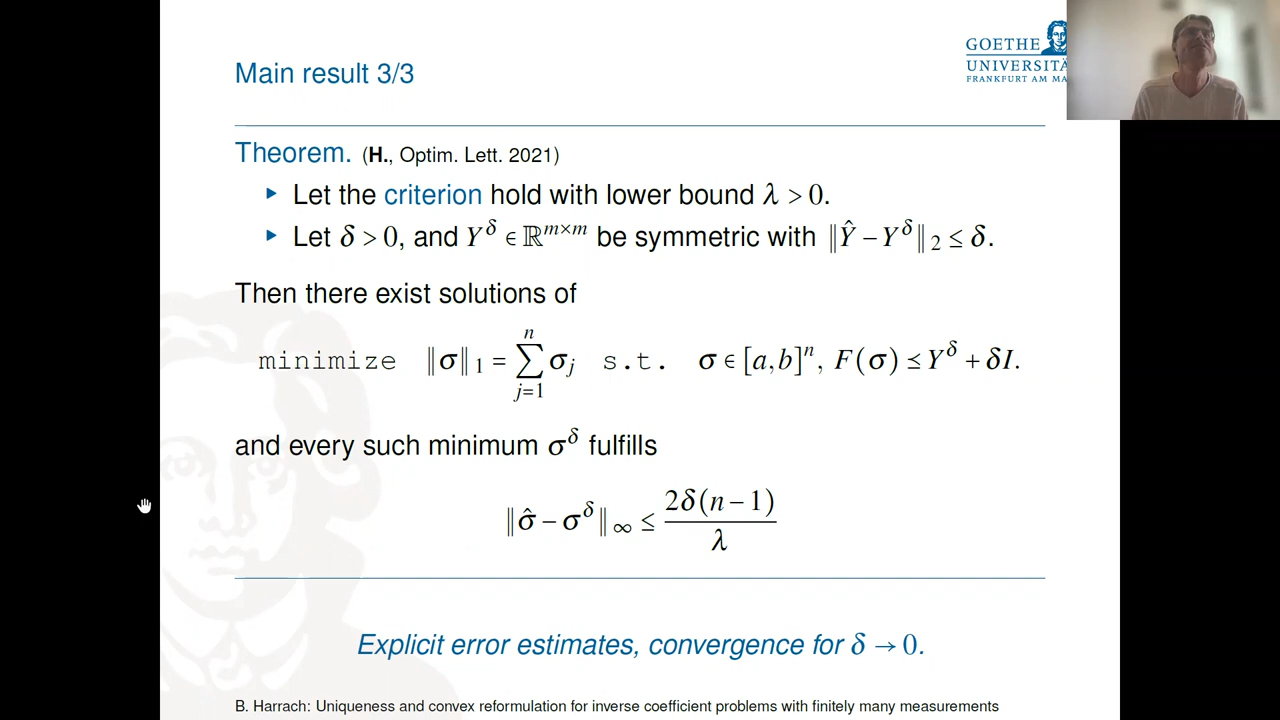 Main result 3/3
GOETHE
UNIVERSITÄ
FRANKFURT AM MA
Theorem. (H., Optim. Lett. 2021)
▸ Let the criterion hold with lower bound λ > 0.
▸ Let δ > 0, and Y^δ ∈ ℝ^{m×m} be symmetric with ‖Ŷ − Y^δ‖₂ ≤ δ.
Then there exist solutions of
minimize ‖σ‖₁ = ∑_{j=1}^{n} σ_j s.t. σ ∈ [a,b]^n, F(σ) ⪯ Y^δ + δI.
and every such minimum σ^δ fulfills
‖σ̂ − σ^δ‖_∞ ≤ 2δ(n − 1) / λ
Explicit error estimates, convergence for δ → 0.
B. Harrach: Uniqueness and convex reformulation for inverse coefficient problems with finitely many measurements